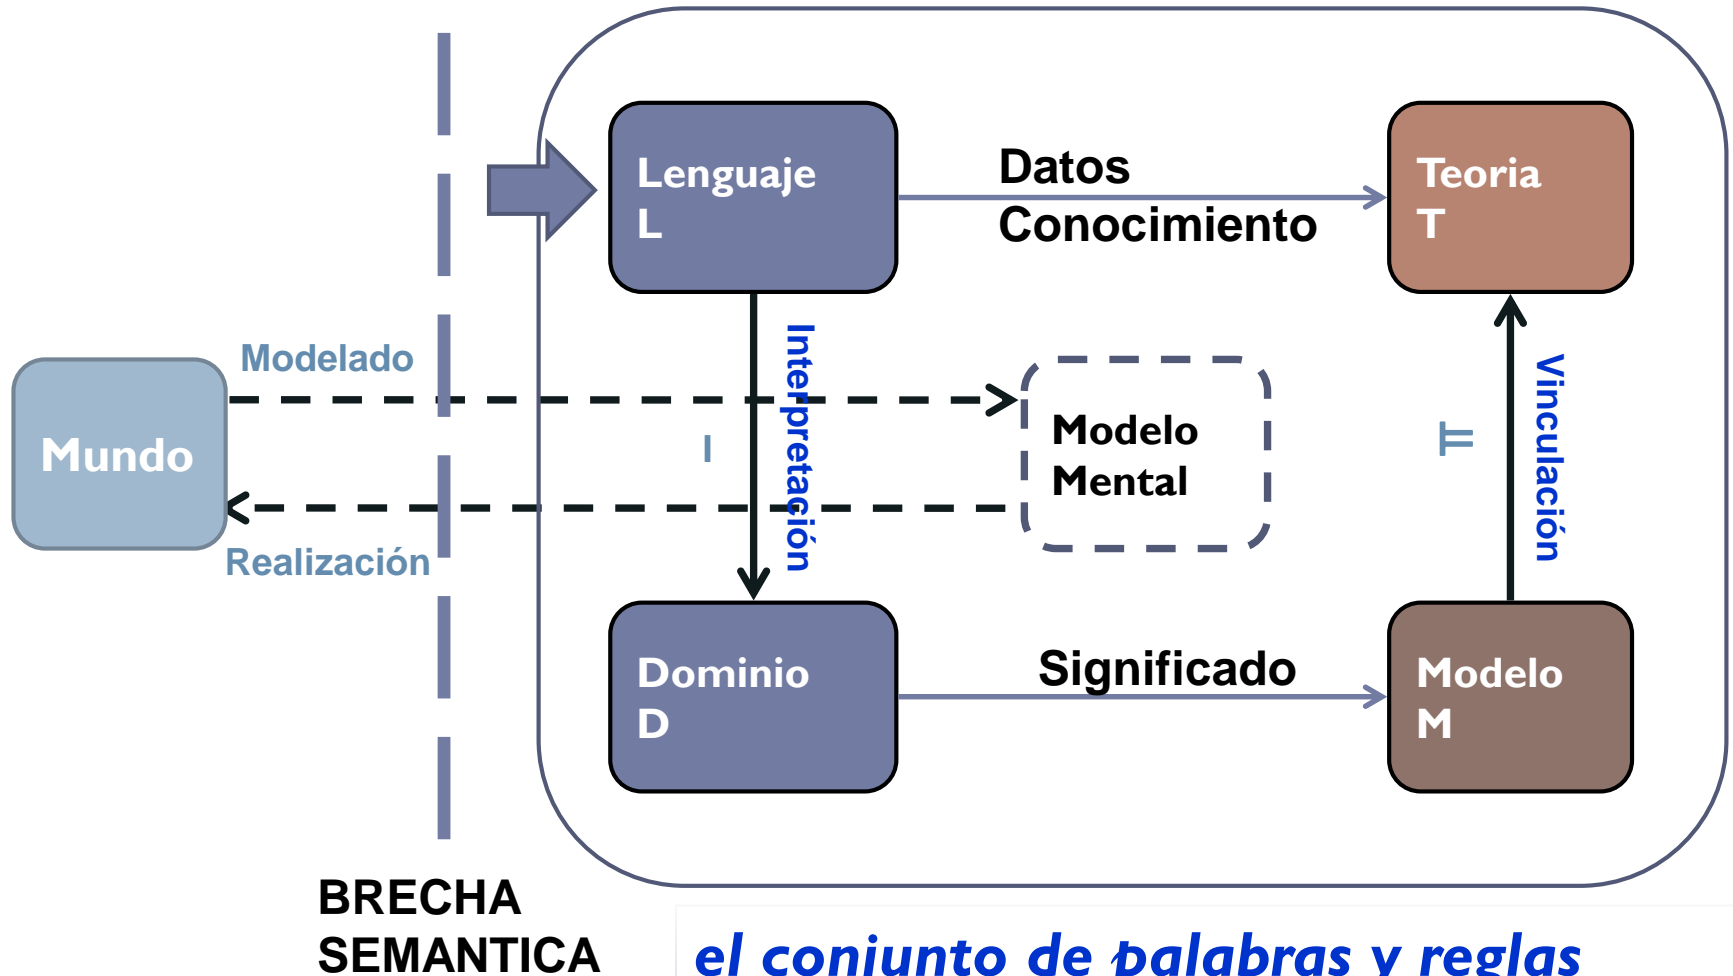 Lenguaje
L
Datos
Conocimiento
Teoria
T
Modelado
Mundo
Realización
I
Interpretación
Modelo
Mental
Vinculación
Dominio
D
Significado
Modelo
M
BRECHA
SEMANTICA
el conjunto de palabras y reglas